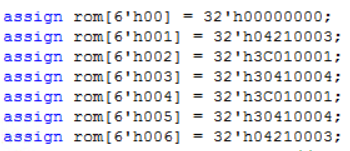 assign rom[6'h00] = 32'h00000000;
assign rom[6'h001] = 32'h04210003;
assign rom[6'h002] = 32'h3C010001;
assign rom[6'h003] = 32'h30410004;
assign rom[6'h004] = 32'h3C010001;
assign rom[6'h005] = 32'h30410004;
assign rom[6'h006] = 32'h04210003;